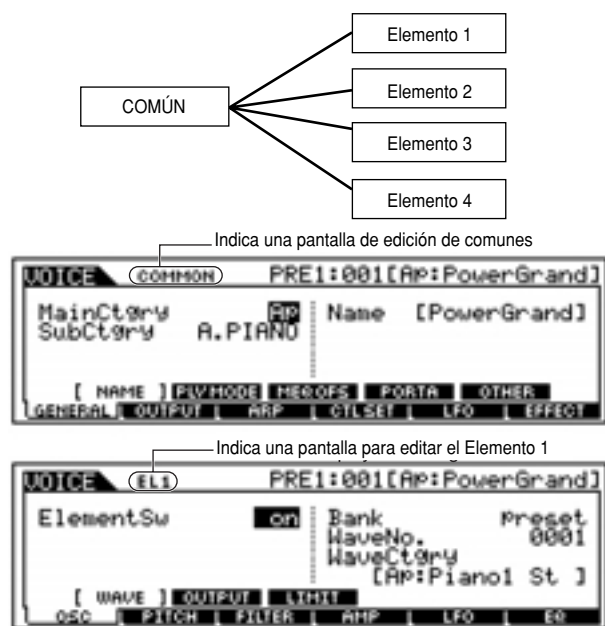 Elemento 1
Elemento 2
COMÚN
Elemento 3
Elemento 4
Indica una pantalla de edición de comunes
VOICE COMMON PRE1:001[Ap:PowerGrand]
MainCtgry Ap Name [PowerGrand]
SubCtgry A.PIANO
[ NAME ] PLYMODE MEQOFS PORTA OTHER
GENERAL OUTPUT ARP CTLSET LFO EFFECT
Indica una pantalla para editar el Elemento 1
VOICE EL1 PRE1:001[Ap:PowerGrand]
ElementSw on Bank Preset
WaveNo. 0001
WaveCtgry
[Ap:Piano1 St ]
[ WAVE ] OUTPUT LIMIT
OSC PITCH FILTER AMP LFO EQ